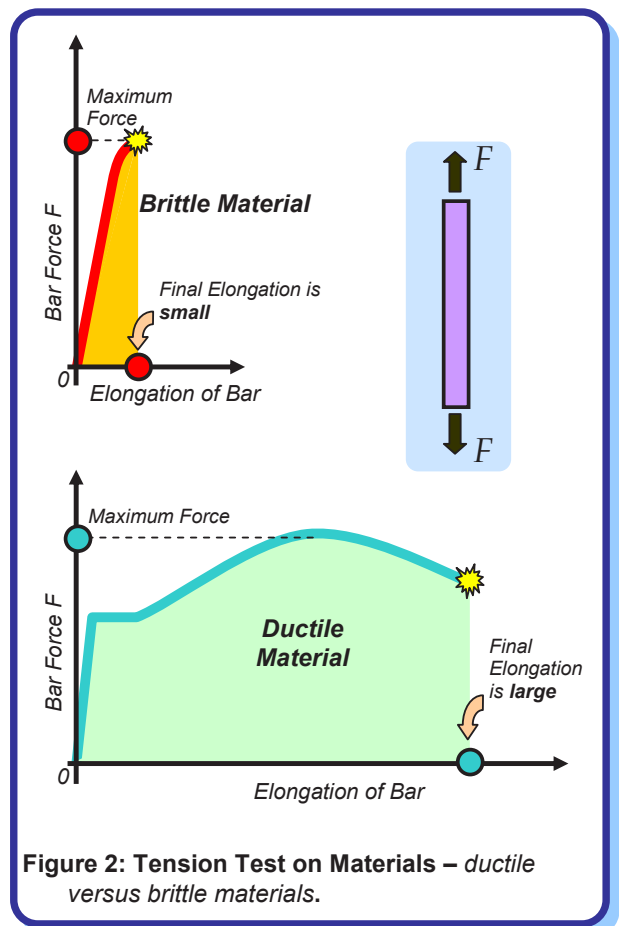 Maximum
Force
Bar Force F
Brittle Material
Final Elongation is
small
0
Elongation of Bar
F
F
Maximum Force
Bar Force F
Ductile
Material
Final
Elongation
is large
0
Elongation of Bar
Figure 2: Tension Test on Materials – ductile
versus brittle materials.